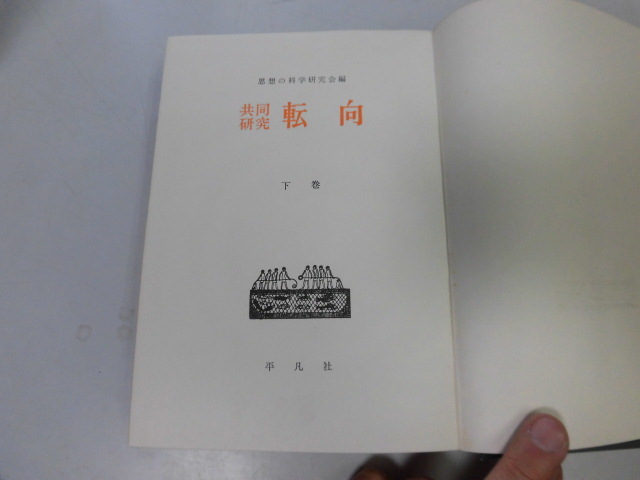 思想の科学研究会編
共同研究 転向
下巻
平凡社